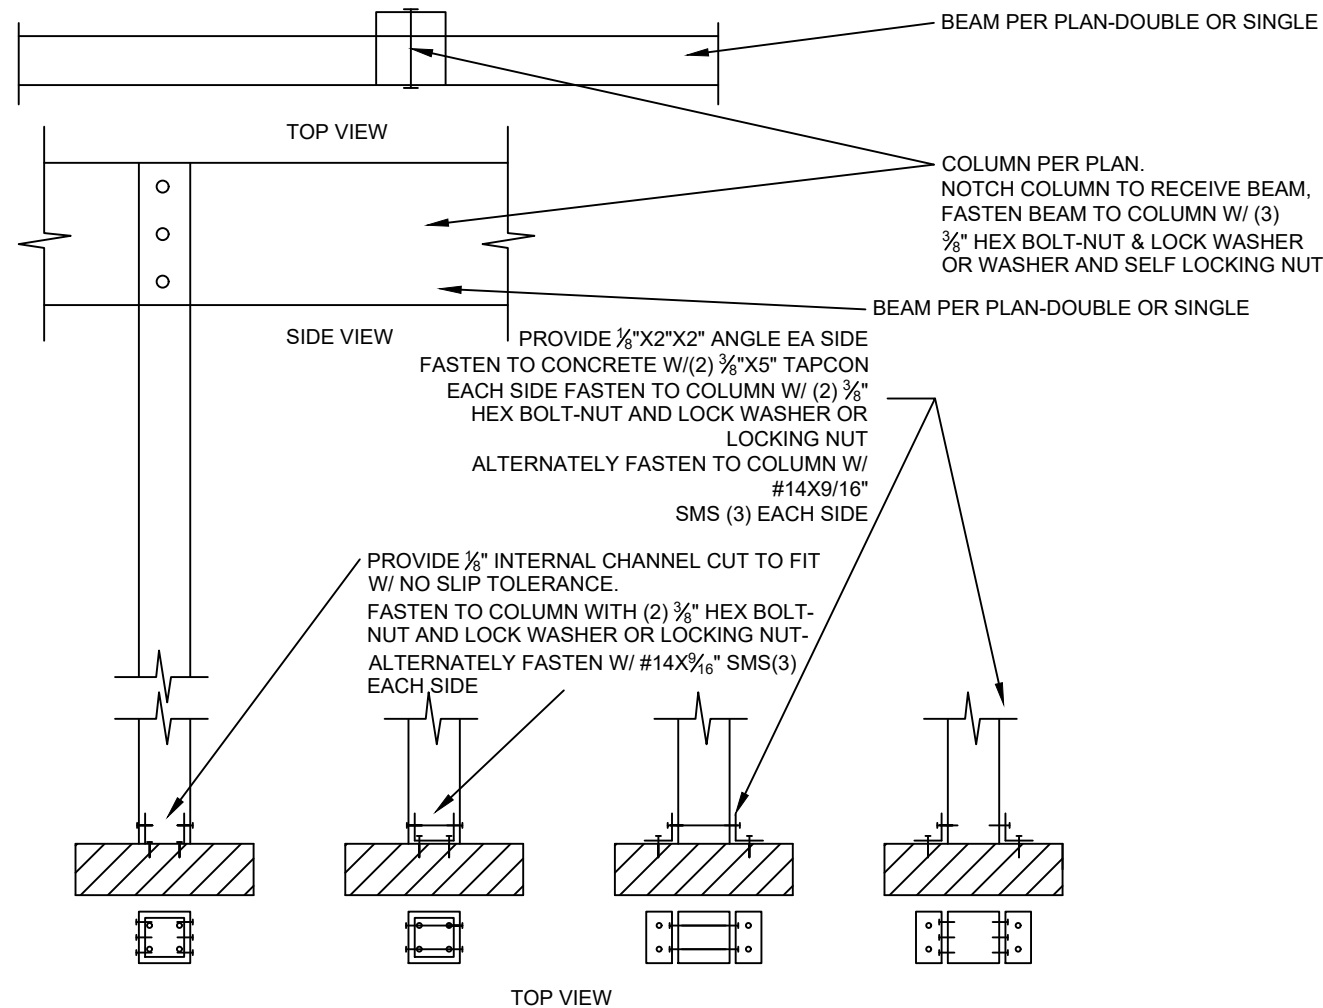 BEAM PER PLAN-DOUBLE OR SINGLE
TOP VIEW
COLUMN PER PLAN.
NOTCH COLUMN TO RECEIVE BEAM,
FASTEN BEAM TO COLUMN W/ (3)
⅜" HEX BOLT-NUT & LOCK WASHER
OR WASHER AND SELF LOCKING NUT
BEAM PER PLAN-DOUBLE OR SINGLE
SIDE VIEW
PROVIDE ⅛"X2"X2" ANGLE EA SIDE
FASTEN TO CONCRETE W/(2) ⅜"X5" TAPCON
EACH SIDE FASTEN TO COLUMN W/ (2) ⅜"
HEX BOLT-NUT AND LOCK WASHER OR
LOCKING NUT
ALTERNATELY FASTEN TO COLUMN W/
#14X9/16"
SMS (3) EACH SIDE
PROVIDE ⅛" INTERNAL CHANNEL CUT TO FIT
W/ NO SLIP TOLERANCE.
FASTEN TO COLUMN WITH (2) ⅜" HEX BOLT-
NUT AND LOCK WASHER OR LOCKING NUT-
ALTERNATELY FASTEN W/ #14X9⁄16" SMS(3)
EACH SIDE
TOP VIEW